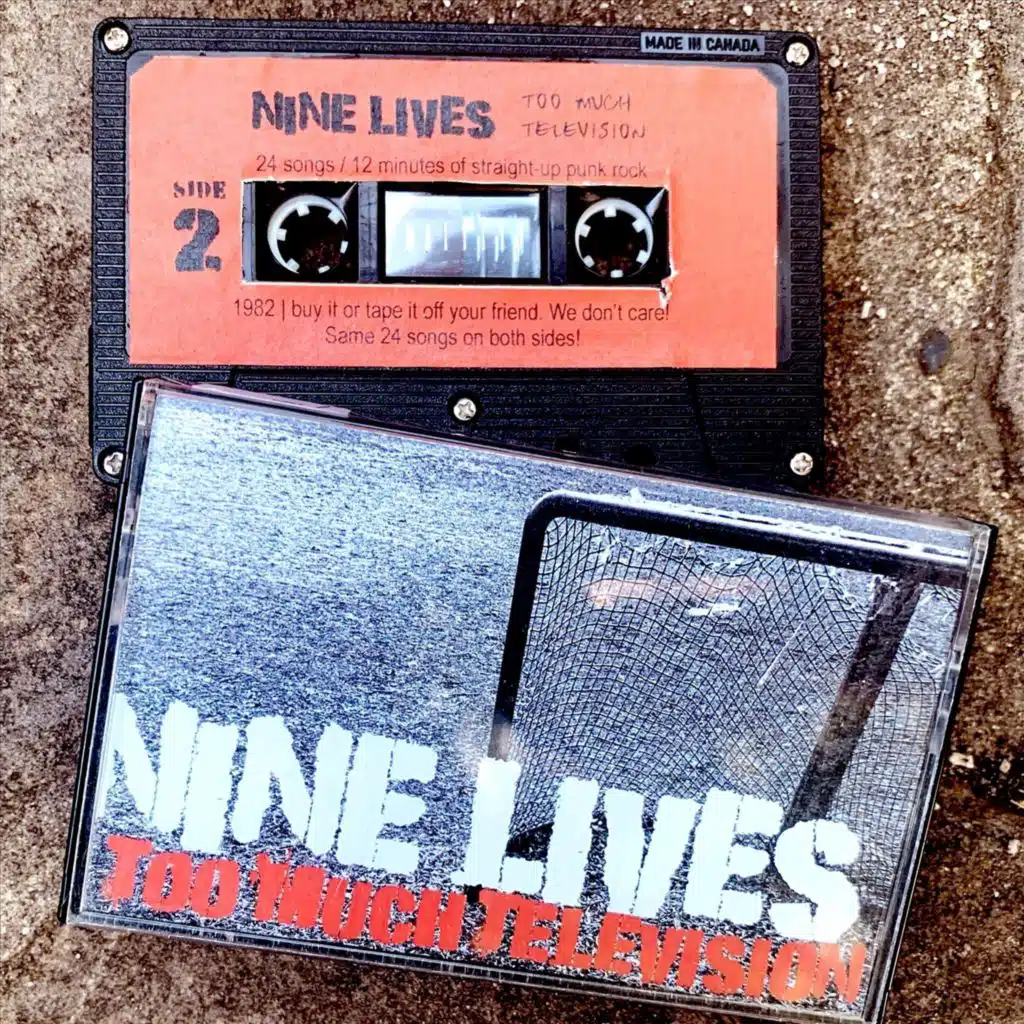 MADE IN CANADA
NINE LIVES
TOO MUCH
TELEVISION
24 songs / 12 minutes of straight-up punk rock
SIDE
2
1982 | buy it or tape it off your friend. We don't care!
Same 24 songs on both sides!
NINE LIVES
TOO MUCH TELEVISION